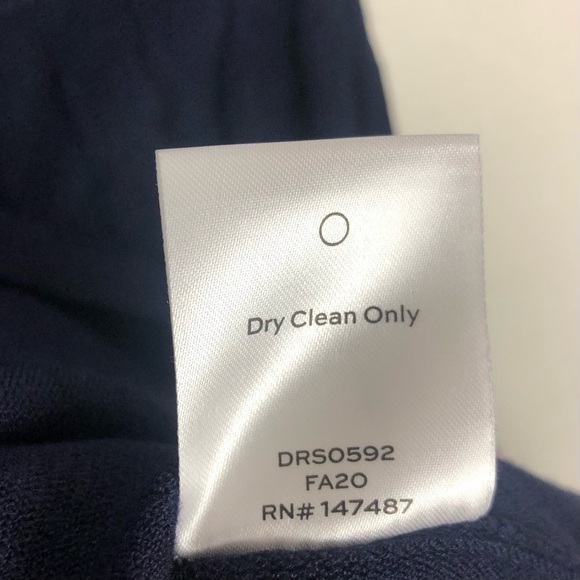 Dry Clean Only
DRS0592
FA20
RN# 147487